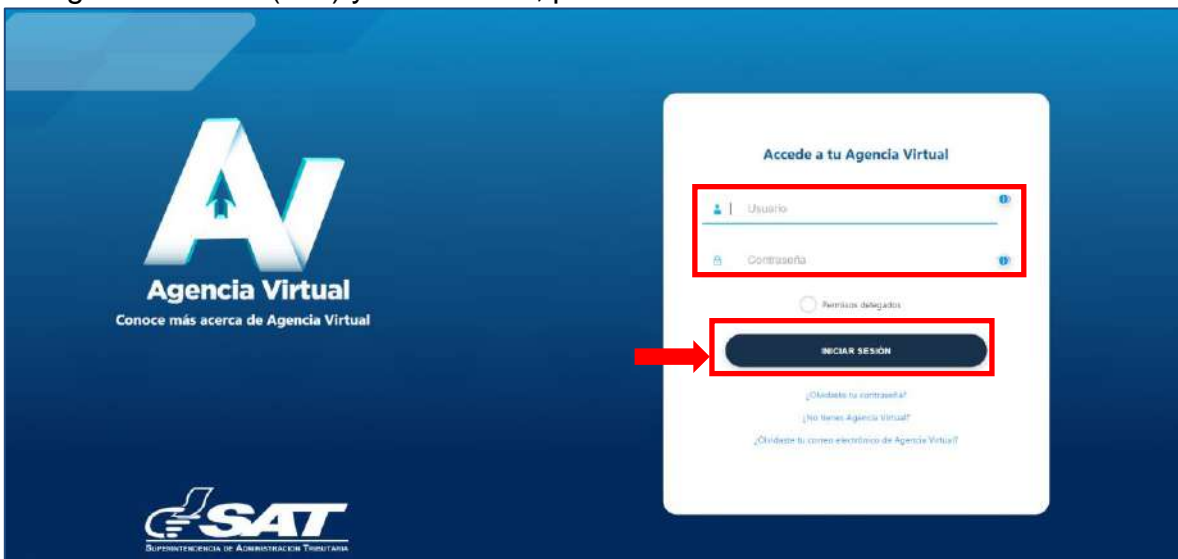 Accede a tu Agencia Virtual
Usuario
Contraseña
Permisos delegados
INICIAR SESIÓN
¿Olvidaste tu contraseña?
¿No tienes Agencia Virtual?
¿Olvidaste tu correo electrónico de Agencia Virtual?
AV
Agencia Virtual
Conoce más acerca de Agencia Virtual
SAT
SUPERINTENDENCIA DE ADMINISTRACIÓN TRIBUTARIA